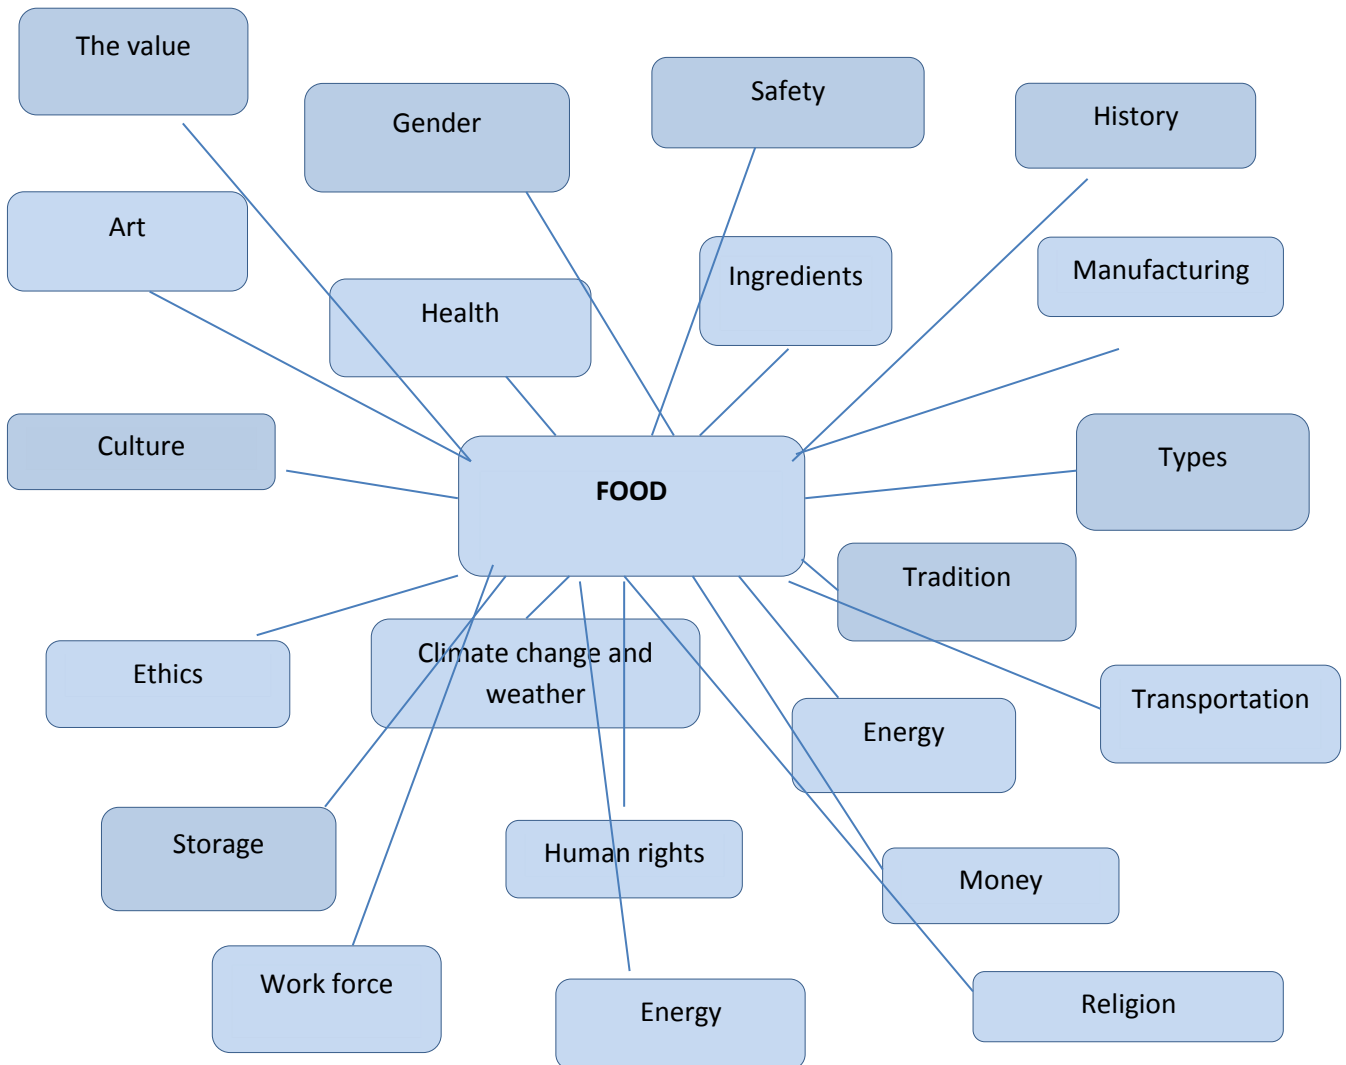 The value
Gender
Safety
History
Art
Health
Ingredients
Manufacturing
Culture
FOOD
Types
Tradition
Ethics
Climate change and
weather
Energy
Transportation
Storage
Human rights
Money
Work force
Energy
Religion